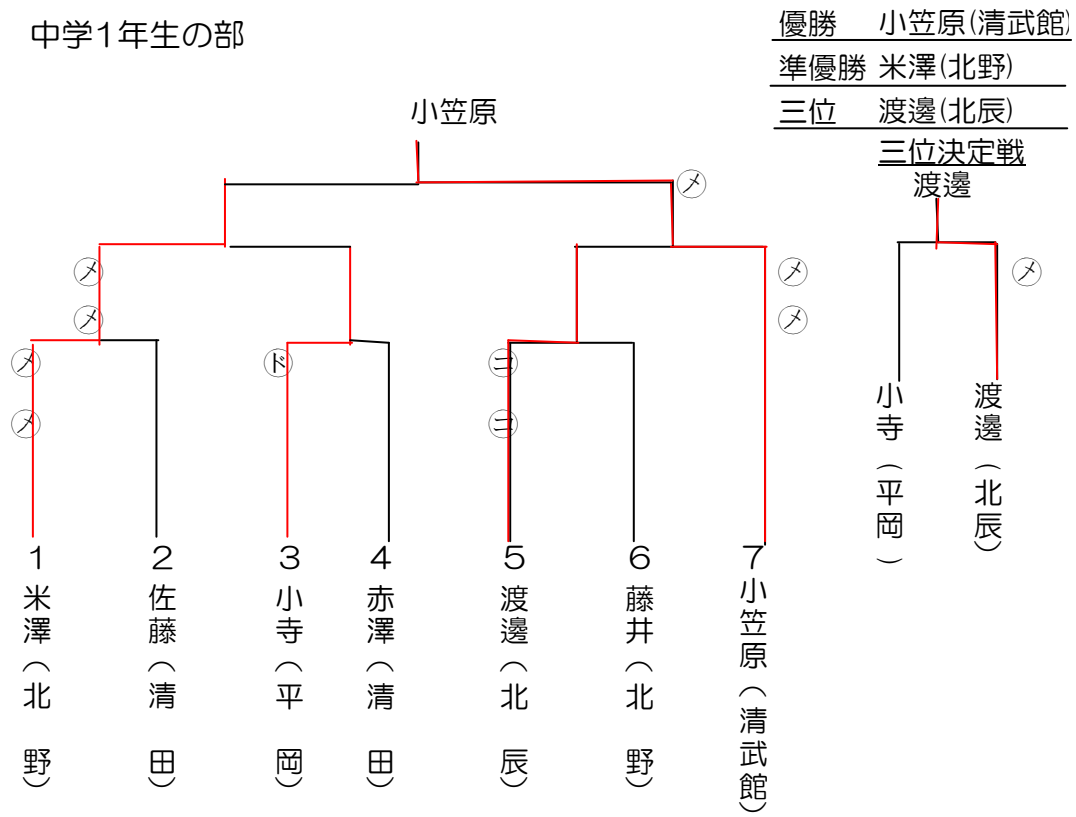 中学1年生の部
優勝 小笠原(清武館)
準優勝 米澤(北野)
三位 渡邊(北辰)
三位決定戦
渡邊
小笠原
㋱
㋱
㋱
㋱
㋱
㋱
㋱
㋱
㋣゙
㋙
㋙
小寺(平岡)
渡邊(北辰)
1 米澤(北野)
2 佐藤(清田)
3 小寺(平岡)
4 赤澤(清田)
5 渡邊(北辰)
6 藤井(北野)
7 小笠原(清武館)